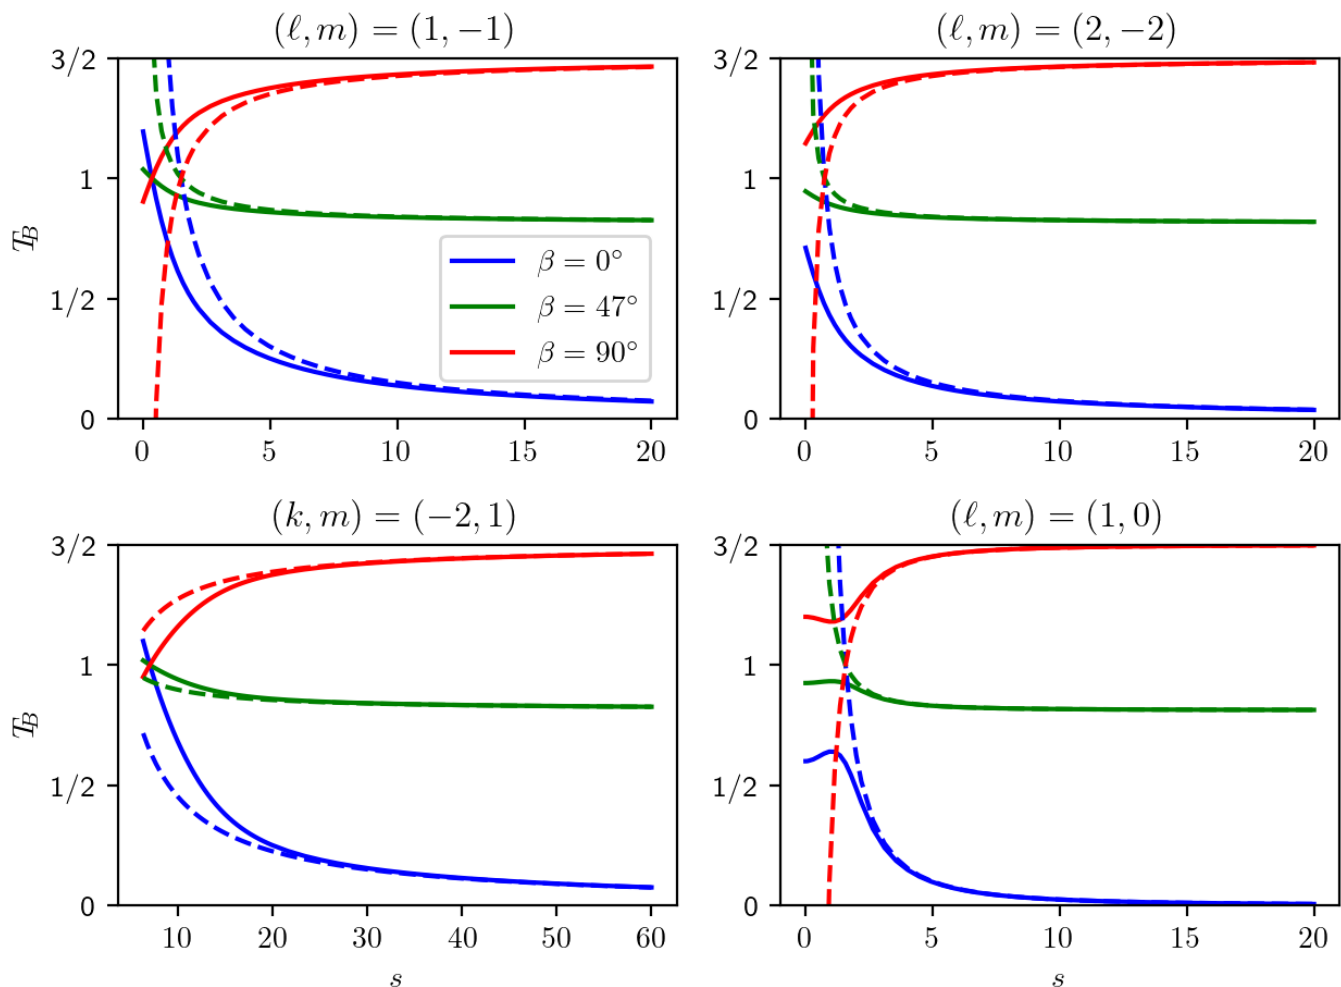 (ℓ, m) = (1, −1)
3/2
1
1/2
0
T_B
β = 0°
β = 47°
β = 90°
0 5 10 15 20
(ℓ, m) = (2, −2)
3/2
1
1/2
0
0 5 10 15 20
(k, m) = (−2, 1)
3/2
1
1/2
0
T_B
10 20 30 40 50 60
s
(ℓ, m) = (1, 0)
3/2
1
1/2
0
0 5 10 15 20
s